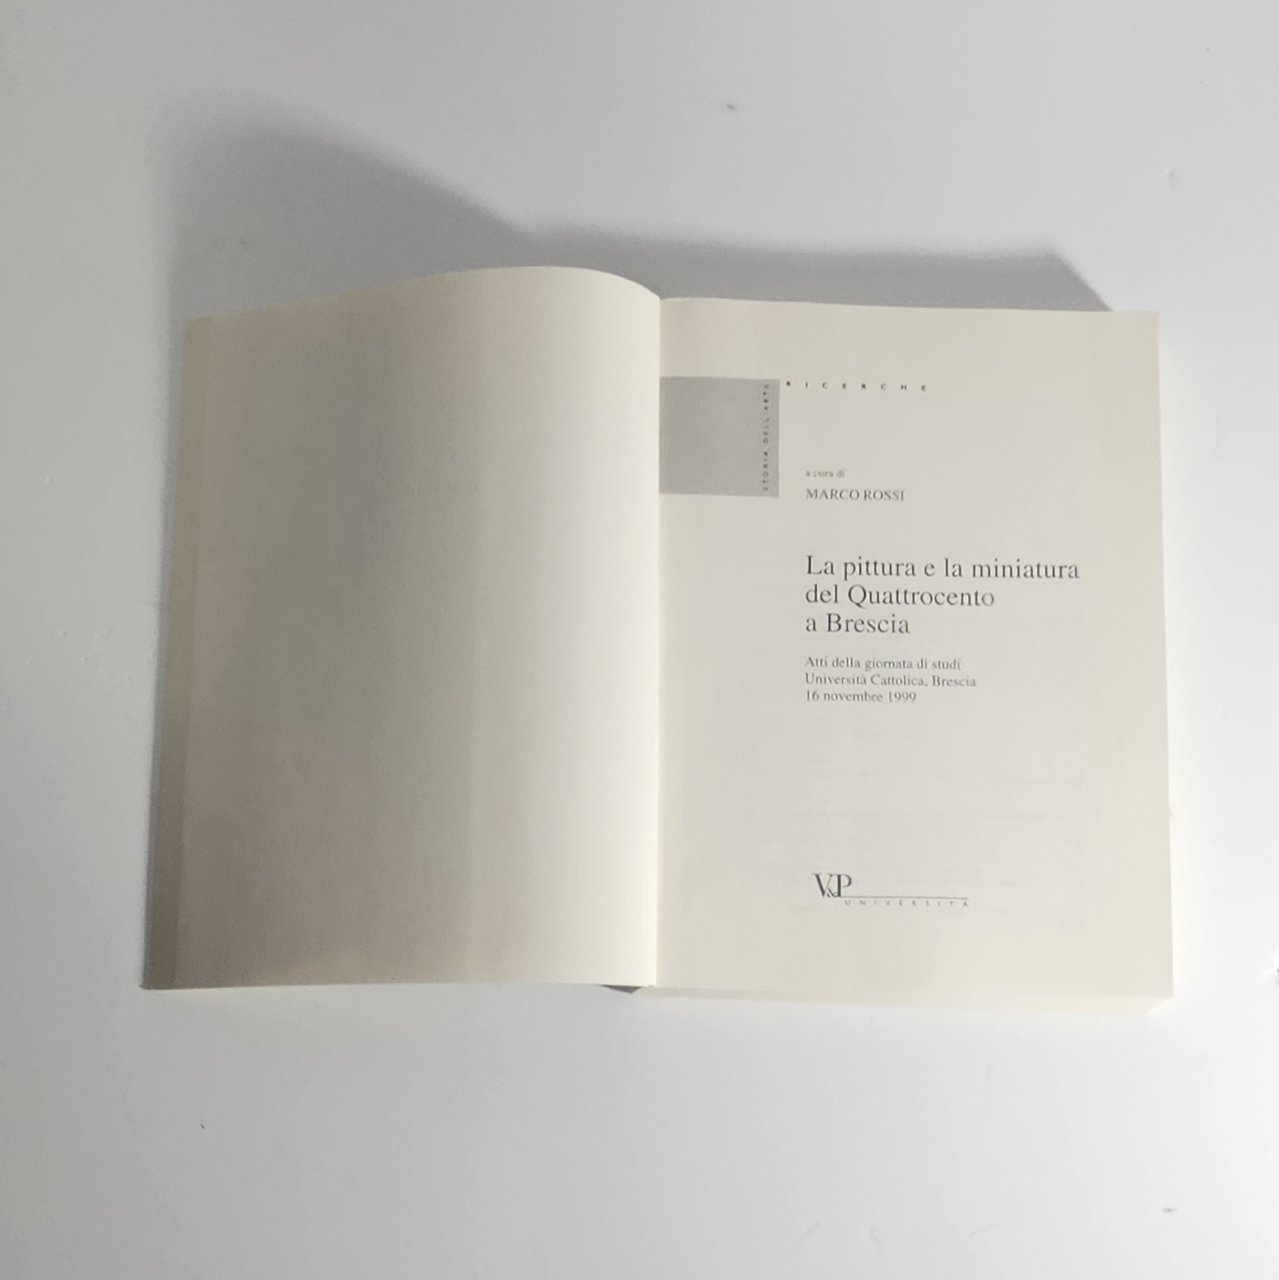 RICERCHE
STORIA DELL'ARTE
a cura di
MARCO ROSSI
La pittura e la miniatura
del Quattrocento
a Brescia
Atti della giornata di studi
Università Cattolica, Brescia
16 novembre 1999
V&P
UNIVERSITÀ